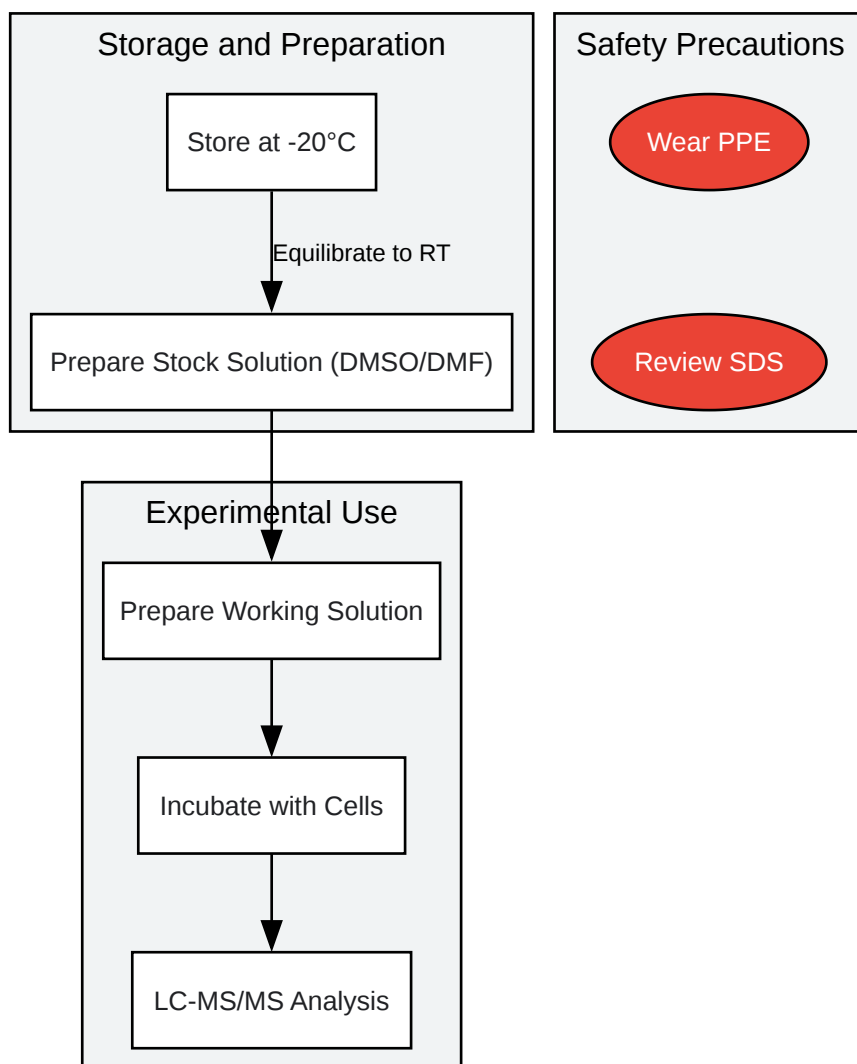 Storage and Preparation
Store at -20°C
Equilibrate to RT
Prepare Stock Solution (DMSO/DMF)
Safety Precautions
Wear PPE
Review SDS
Experimental Use
Prepare Working Solution
Incubate with Cells
LC-MS/MS Analysis